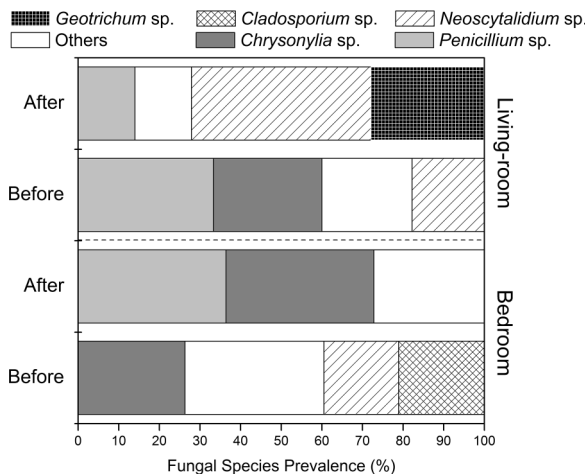 Geotrichum sp. Cladosporium sp. Neoscytalidium sp.
Others Chrysonylia sp. Penicillium sp.
After
Before
After
Before
Living-room
Bedroom
0 10 20 30 40 50 60 70 80 90 100
Fungal Species Prevalence (%)